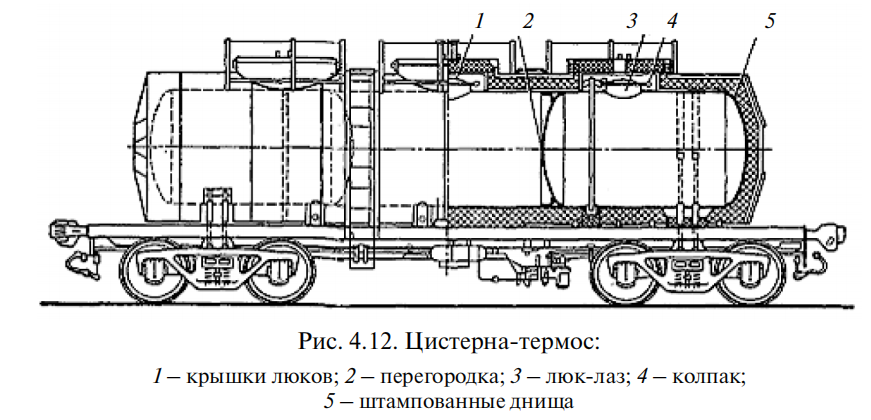 1 2 3 4 5
Рис. 4.12. Цистерна-термос:
1 – крышки люков; 2 – перегородка; 3 – люк-лаз; 4 – колпак;
5 – штампованные днища